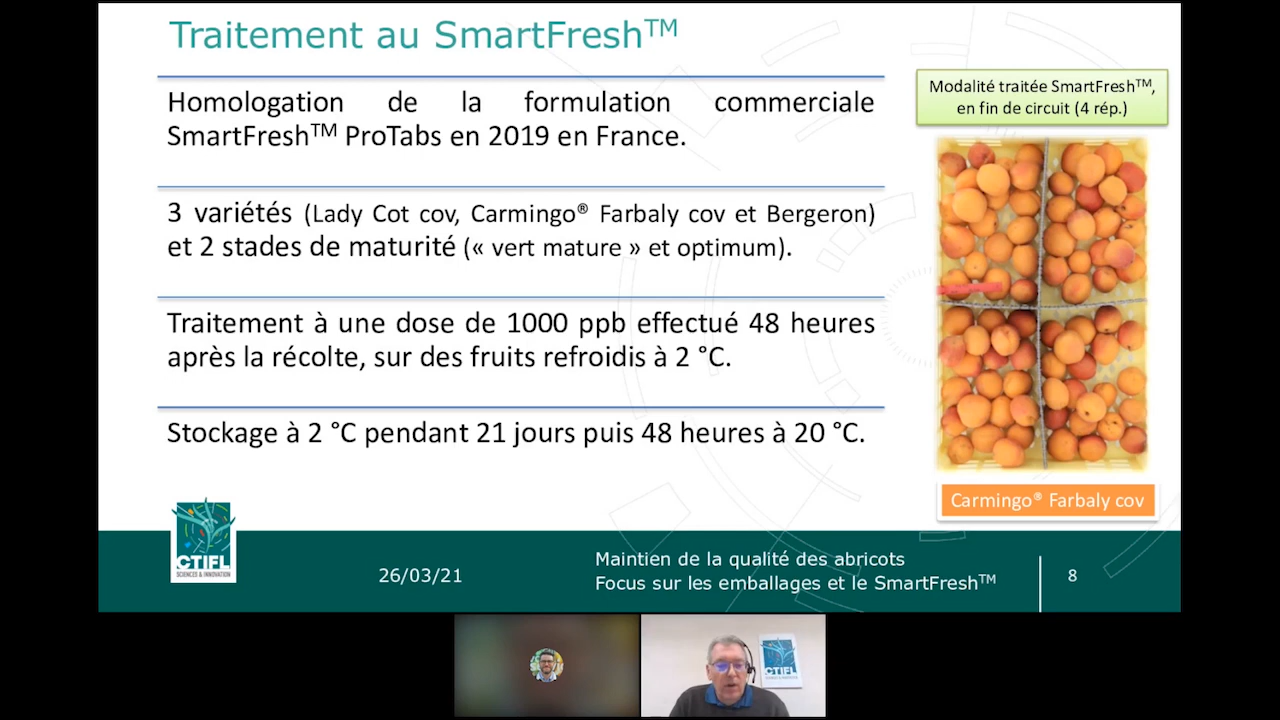 Traitement au SmartFresh™
Homologation de la formulation commerciale
SmartFresh™ ProTabs en 2019 en France.
3 variétés (Lady Cot cov, Carmingo® Farbaly cov et Bergeron)
et 2 stades de maturité (« vert mature » et optimum).
Traitement à une dose de 1000 ppb effectué 48 heures
après la récolte, sur des fruits refroidis à 2 °C.
Stockage à 2 °C pendant 21 jours puis 48 heures à 20 °C.
Modalité traitée SmartFresh™,
en fin de circuit (4 rép.)
Carmingo® Farbaly cov
CTIFL
SCIENCES & INNOVATION
26/03/21
Maintien de la qualité des abricots
Focus sur les emballages et le SmartFresh™
8
CTIFL